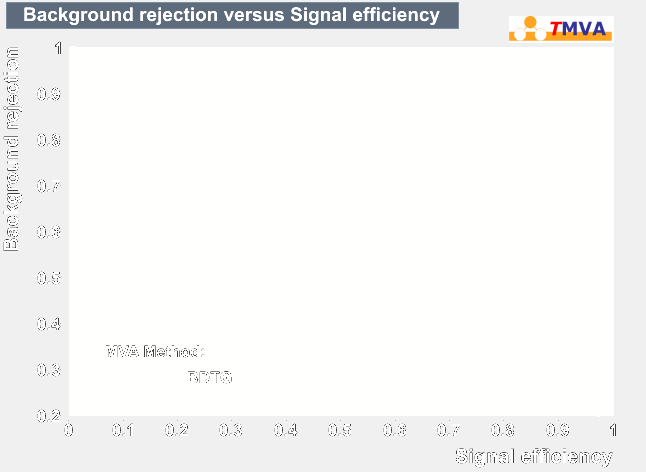 Background rejection versus Signal efficiency
TMVA
Background rejection
1
0.9
0.8
0.7
0.6
0.5
0.4
0.3
0.2
MVA Method:
BDTG
0 0.1 0.2 0.3 0.4 0.5 0.6 0.7 0.8 0.9 1
Signal efficiency